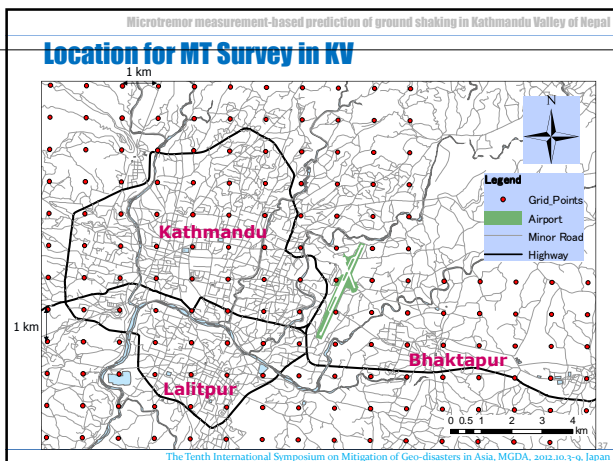 Microtremor measurement-based prediction of ground shaking in Kathmandu Valley of Nepal
Location for MT Survey in KV
1 km
N
Legend
Grid_Points
Airport
Minor Road
Highway
Kathmandu
1 km
Bhaktapur
Lalitpur
0 0.5 1 2 3 4
km
37
The Tenth International Symposium on Mitigation of Geo-disasters in Asia, MGDA, 2012.10.3-9, Japan